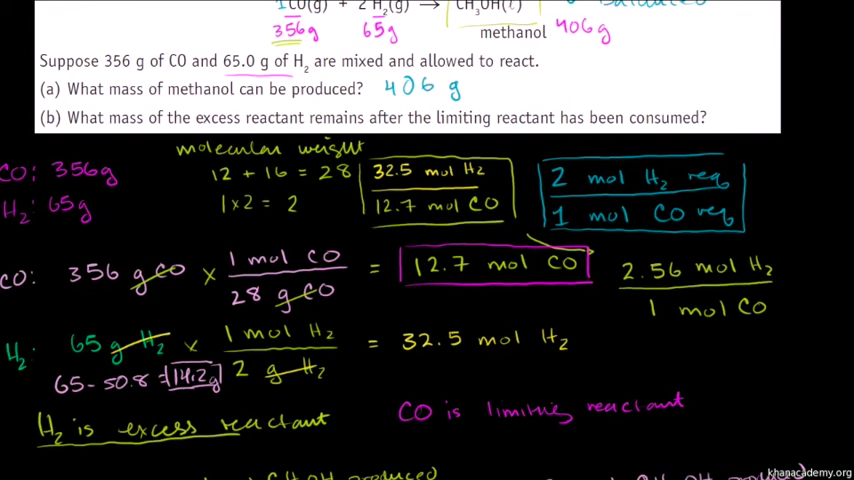 1CO(g) + 2 H₂(g) → CH₃OH(ℓ) balanced
356g 65g methanol 406g
Suppose 356 g of CO and 65.0 g of H₂ are mixed and allowed to react.
(a) What mass of methanol can be produced? 406 g
(b) What mass of the excess reactant remains after the limiting reactant has been consumed?
molecular weight
CO: 356g 12 + 16 = 28 32.5 mol H₂ 2 mol H₂ req
H₂: 65g 1 x 2 = 2 12.7 mol CO 1 mol CO req
CO: 356 g CO x 1 mol CO = 12.7 mol CO 2.56 mol H₂
28 g CO 1 mol CO
H₂: 65 g H₂ x 1 mol H₂ = 32.5 mol H₂
65 - 50.8 = 14.2g 2 g H₂
H₂ is excess reactant CO is limiting reactant
CH₃OH produced
khanacademy.org